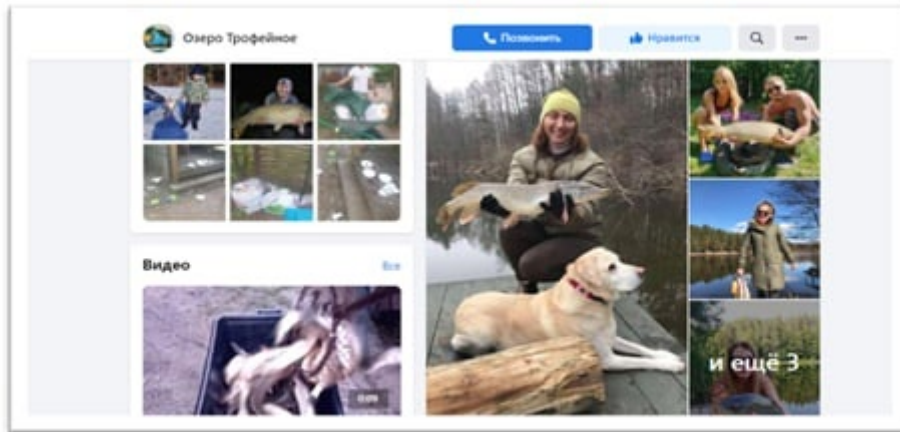 Озеро Трофейное
Позвонить
Нравится
Видео
Все
и ещё 3